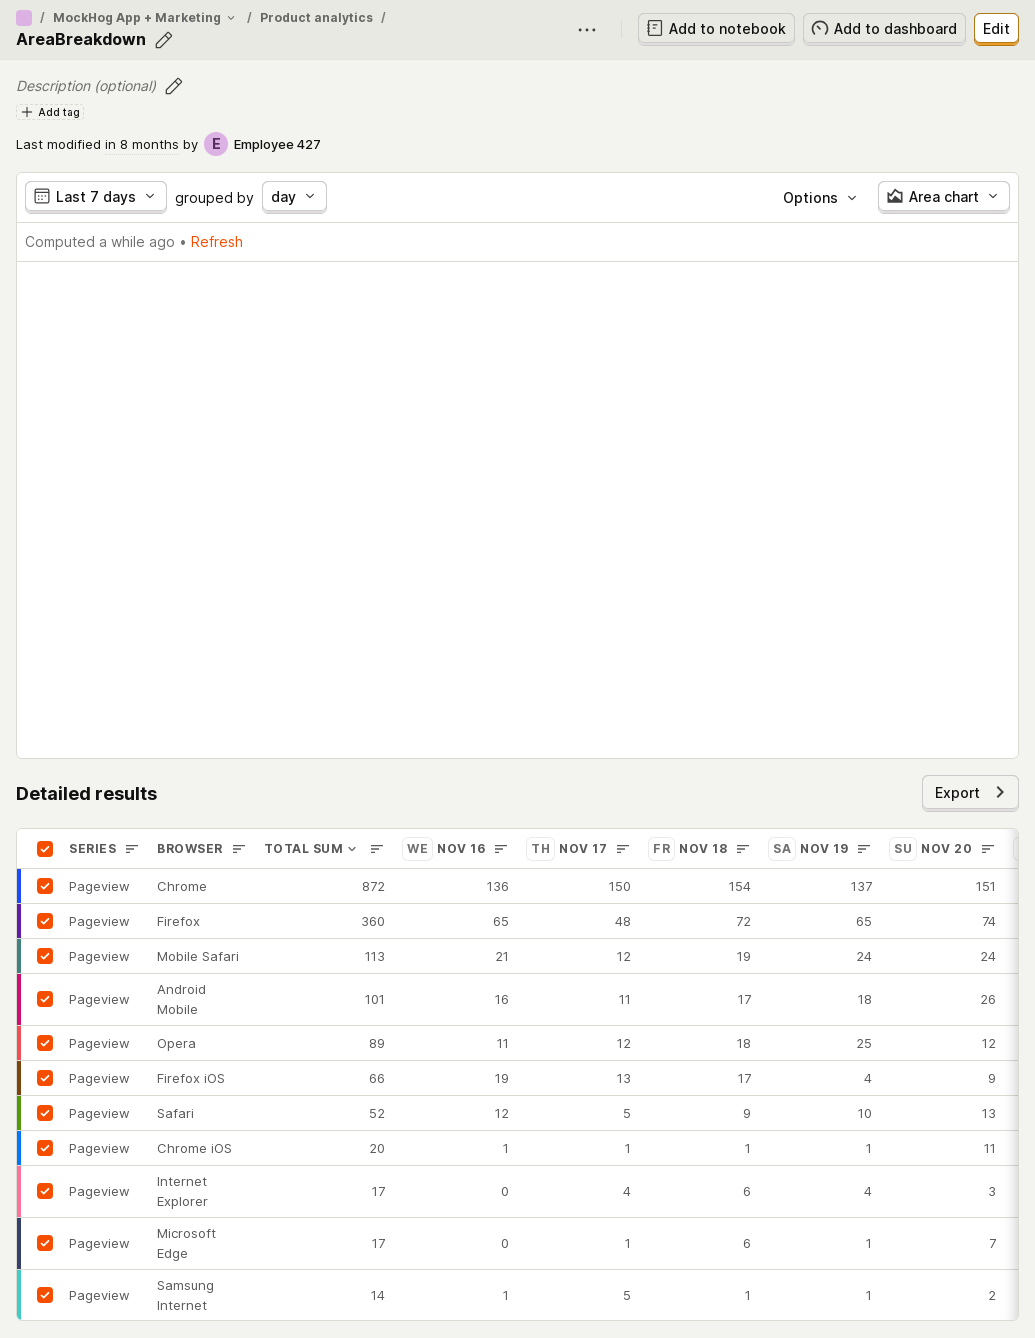 / MockHog App + Marketing / Product analytics /
AreaBreakdown
Add to notebook
Add to dashboard
Edit
Description (optional)
Add tag
Last modified in 8 months by E Employee 427
Last 7 days grouped by day
Options
Area chart
Computed a while ago • Refresh
Detailed results
Export
SERIES BROWSER TOTAL SUM WE NOV 16 TH NOV 17 FR NOV 18 SA NOV 19 SU NOV 20
Pageview Chrome 872 136 150 154 137 151
Pageview Firefox 360 65 48 72 65 74
Pageview Mobile Safari 113 21 12 19 24 24
Pageview Android Mobile 101 16 11 17 18 26
Pageview Opera 89 11 12 18 25 12
Pageview Firefox iOS 66 19 13 17 4 9
Pageview Safari 52 12 5 9 10 13
Pageview Chrome iOS 20 1 1 1 1 11
Pageview Internet Explorer 17 0 4 6 4 3
Pageview Microsoft Edge 17 0 1 6 1 7
Pageview Samsung Internet 14 1 5 1 1 2